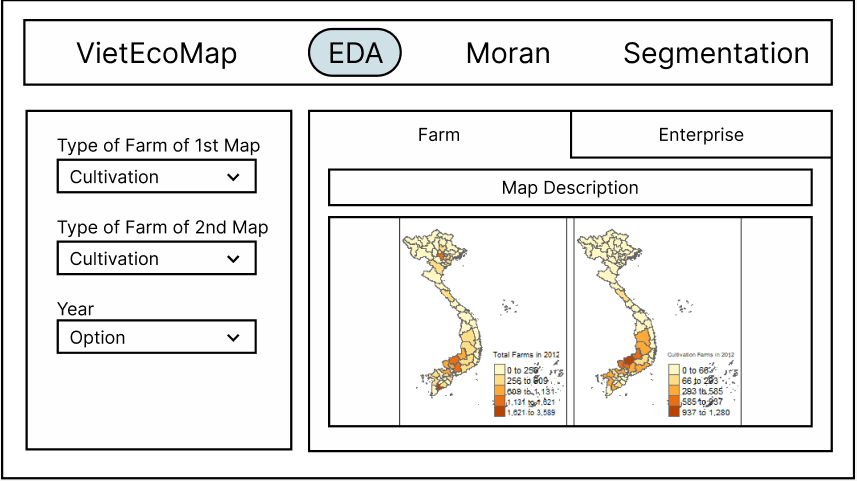 VietEcoMap EDA Moran Segmentation
Type of Farm of 1st Map
Cultivation
Type of Farm of 2nd Map
Cultivation
Year
Option
Farm Enterprise
Map Description
Total Farms in 2012
0 to 256
256 to 609
609 to 1,131
1,131 to 1,621
1,621 to 3,589
Cultivation Farms in 2012
0 to 66
66 to 293
293 to 585
585 to 937
937 to 1,280